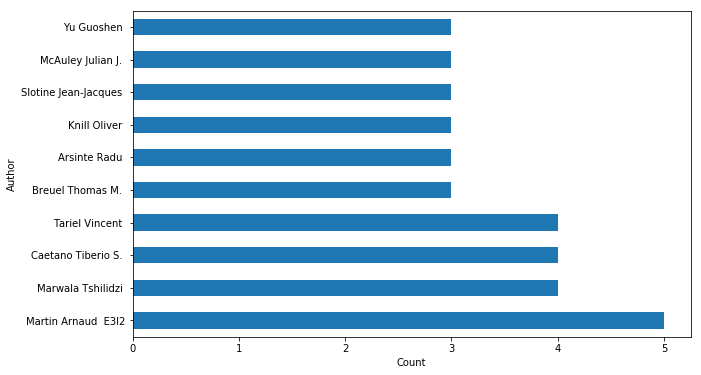 Yu Guoshen
McAuley Julian J.
Slotine Jean-Jacques
Knill Oliver
Arsinte Radu
Breuel Thomas M.
Tariel Vincent
Caetano Tiberio S.
Marwala Tshilidzi
Martin Arnaud  E3I2
Author
0 1 2 3 4 5
Count